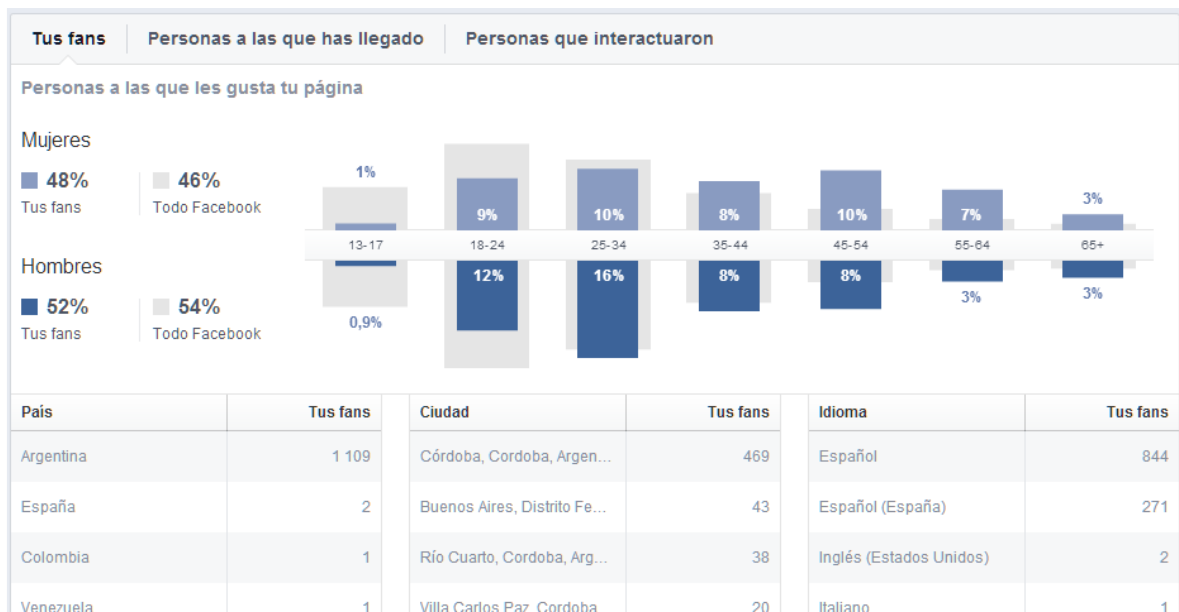 Tus fans Personas a las que has llegado Personas que interactuaron
Personas a las que les gusta tu página
Mujeres
48% 46%
Tus fans Todo Facebook
1% 9% 10% 8% 10% 7% 3%
13-17 18-24 25-34 35-44 45-54 55-64 65+
Hombres
52% 54%
Tus fans Todo Facebook
0,9% 12% 16% 8% 8% 3% 3%
País Tus fans Ciudad Tus fans Idioma Tus fans
Argentina 1 109 Córdoba, Cordoba, Argen... 469 Español 844
España 2 Buenos Aires, Distrito Fe... 43 Español (España) 271
Colombia 1 Río Cuarto, Cordoba, Arg... 38 Inglés (Estados Unidos) 2
Venezuela 1 Villa Carlos Paz, Cordoba 20 Italiano 1